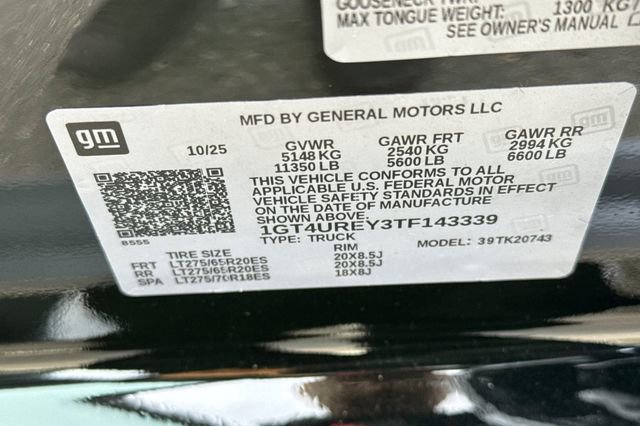 MAX TONGUE WEIGHT: 1300 KG
SEE OWNER'S MANUAL
gm
MFD BY GENERAL MOTORS LLC
10/25 GVWR GAWR FRT GAWR RR
5148 KG 2540 KG 2994 KG
11350 LB 5600 LB 6600 LB
THIS VEHICLE CONFORMS TO ALL
APPLICABLE U.S. FEDERAL MOTOR
VEHICLE SAFETY STANDARDS IN EFFECT
ON THE DATE OF MANUFACTURE
SHOWN ABOVE.
1GT4UREY3TF143339
8555 TYPE: TRUCK MODEL: 39TK20743
TIRE SIZE RIM
FRT LT275/65R20ES 20X8.5J
RR LT275/65R20ES 20X8.5J
SPA LT275/70R18ES 18X8J